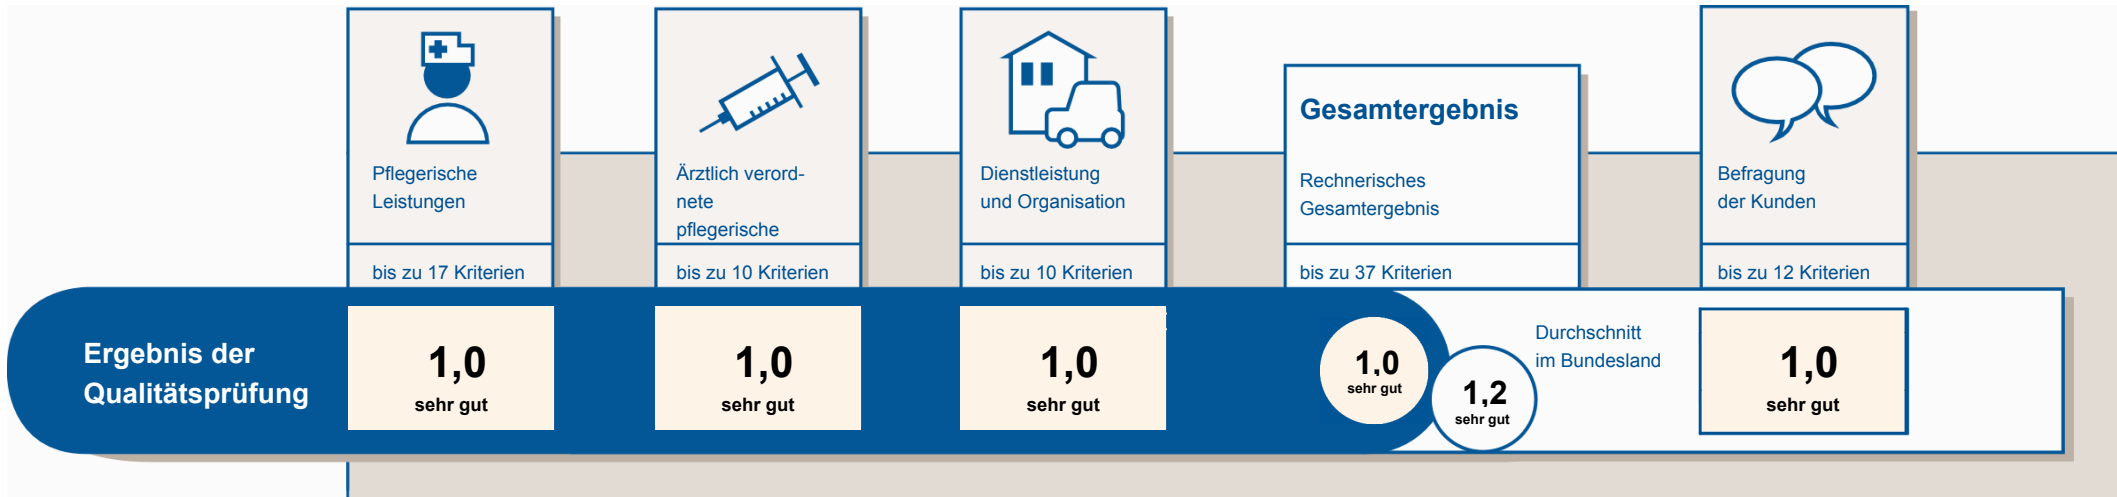 Pflegerische
Leistungen
bis zu 17 Kriterien
Ärztlich verord-
nete
pflegerische
bis zu 10 Kriterien
Dienstleistung
und Organisation
bis zu 10 Kriterien
Gesamtergebnis
Rechnerisches
Gesamtergebnis
bis zu 37 Kriterien
Befragung
der Kunden
bis zu 12 Kriterien
Ergebnis der
Qualitätsprüfung
1,0
sehr gut
1,0
sehr gut
1,0
sehr gut
1,0
sehr gut
1,2
sehr gut
Durchschnitt
im Bundesland
1,0
sehr gut